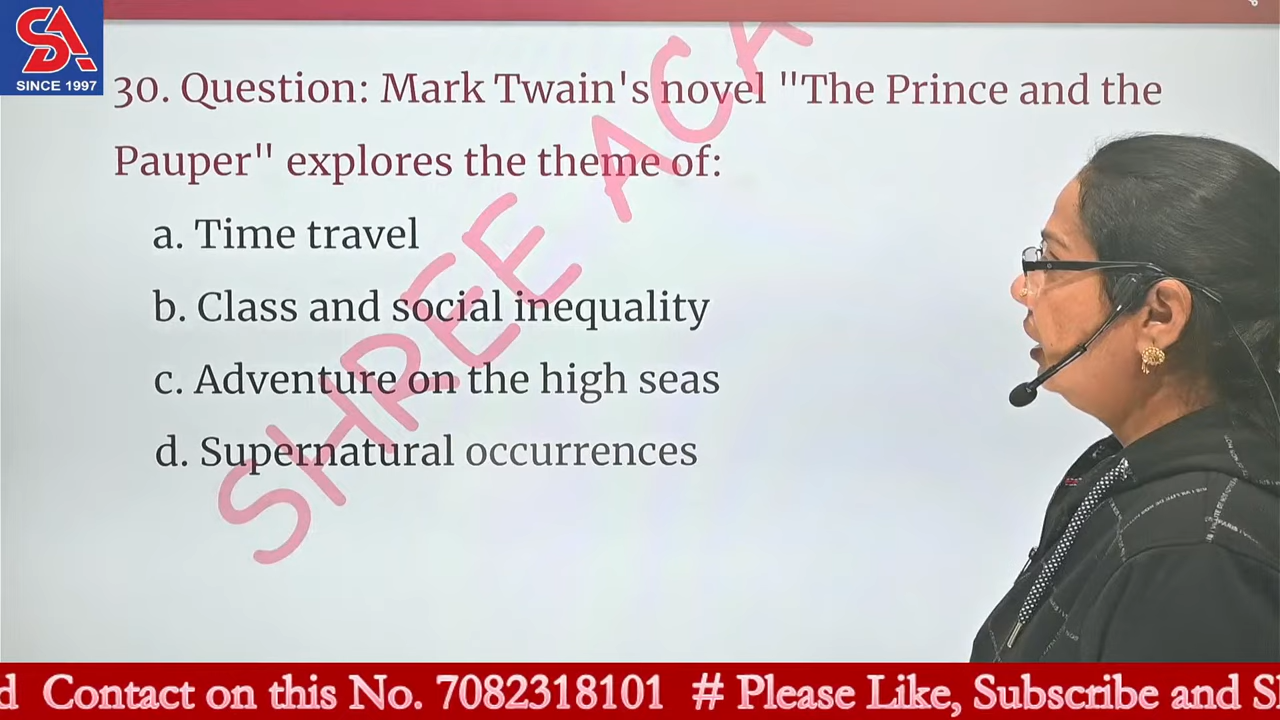 SA
SINCE 1997
30. Question: Mark Twain's novel "The Prince and the
Pauper" explores the theme of:
a. Time travel
b. Class and social inequality
c. Adventure on the high seas
d. Supernatural occurrences
SHREE ACA
d Contact on this No. 7082318101 # Please Like, Subscribe and S